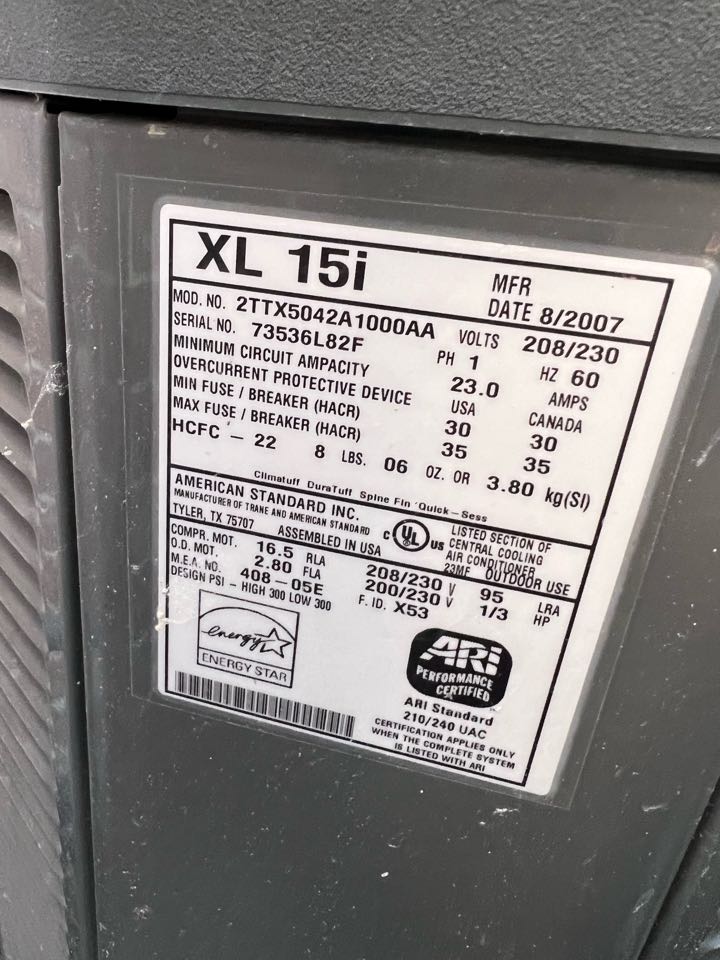 XL 15i
MFR
DATE 8/2007
MOD. NO. 2TTX5042A1000AA VOLTS 208/230
SERIAL NO. 73536L82F PH 1 HZ 60
MINIMUM CIRCUIT AMPACITY 23.0 AMPS
OVERCURRENT PROTECTIVE DEVICE USA CANADA
MIN FUSE / BREAKER (HACR) 30 30
MAX FUSE / BREAKER (HACR) 35 35
HCFC - 22 8 LBS. 06 OZ. OR 3.80 kg(SI)
Climatuff DuraTuff Spine Fin Quick-Sess
AMERICAN STANDARD INC.
MANUFACTURER OF TRANE AND AMERICAN STANDARD
TYLER, TX 75707 ASSEMBLED IN USA
C UL US
LISTED SECTION OF
CENTRAL COOLING
AIR CONDITIONER
23MF OUTDOOR USE
COMPR. MOT. 16.5 RLA 208/230 V 95 LRA
O.D. MOT. 2.80 FLA 200/230 V 1/3 HP
M.E.A. NO. 408-05E F. ID. X53
DESIGN PSI - HIGH 300 LOW 300
energy
ENERGY STAR
ARI
PERFORMANCE
CERTIFIED
ARI Standard
210/240 UAC
CERTIFICATION APPLIES ONLY
WHEN THE COMPLETE SYSTEM
IS LISTED WITH ARI